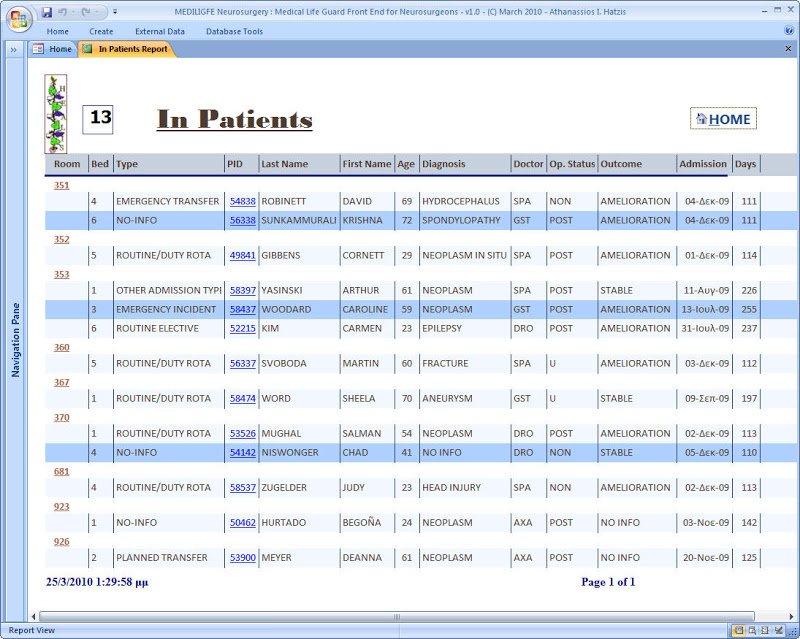 MEDILIGFE Neurosurgery : Medical Life Guard Front End for Neurosurgeons - v1.0 - (C) March 2010 - Athanassios I. Hatzis
Home Create External Data Database Tools
» Home In Patients Report
HEALIS
13 In Patients HOME
Room Bed Type PID Last Name First Name Age Diagnosis Doctor Op. Status Outcome Admission Days
351
4 EMERGENCY TRANSFER 54838 ROBINETT DAVID 69 HYDROCEPHALUS SPA NON AMELIORATION 04-Δεκ-09 111
6 NO-INFO 56338 SUNKAMMURALI KRISHNA 72 SPONDYLOPATHY GST POST AMELIORATION 04-Δεκ-09 111
352
5 ROUTINE/DUTY ROTA 49841 GIBBENS CORNETT 29 NEOPLASM IN SITU SPA POST AMELIORATION 01-Δεκ-09 114
353
1 OTHER ADMISSION TYPI 58397 YASINSKI ARTHUR 61 NEOPLASM SPA POST STABLE 11-Αυγ-09 226
3 EMERGENCY INCIDENT 58437 WOODARD CAROLINE 59 NEOPLASM GST POST AMELIORATION 13-Ιουλ-09 255
6 ROUTINE ELECTIVE 52215 KIM CARMEN 23 EPILEPSY DRO POST AMELIORATION 31-Ιουλ-09 237
360
5 ROUTINE/DUTY ROTA 56337 SVOBODA MARTIN 60 FRACTURE SPA U AMELIORATION 03-Δεκ-09 112
367
1 ROUTINE/DUTY ROTA 58474 WORD SHEELA 70 ANEURYSM GST U STABLE 09-Σεπ-09 197
370
1 ROUTINE/DUTY ROTA 53526 MUGHAL SALMAN 54 NEOPLASM DRO POST AMELIORATION 02-Δεκ-09 113
4 NO-INFO 54142 NISWONGER CHAD 41 NO INFO DRO NON STABLE 05-Δεκ-09 110
681
4 ROUTINE/DUTY ROTA 58537 ZUGELDER JUDY 23 HEAD INJURY SPA NON AMELIORATION 02-Δεκ-09 113
923
1 NO-INFO 50462 HURTADO BEGOÑA 24 NEOPLASM AXA POST NO INFO 03-Νοε-09 142
926
2 PLANNED TRANSFER 53900 MEYER DEANNA 61 NEOPLASM AXA POST NO INFO 20-Νοε-09 125
25/3/2010 1:29:58 μμ Page 1 of 1
Navigation Pane
Report View